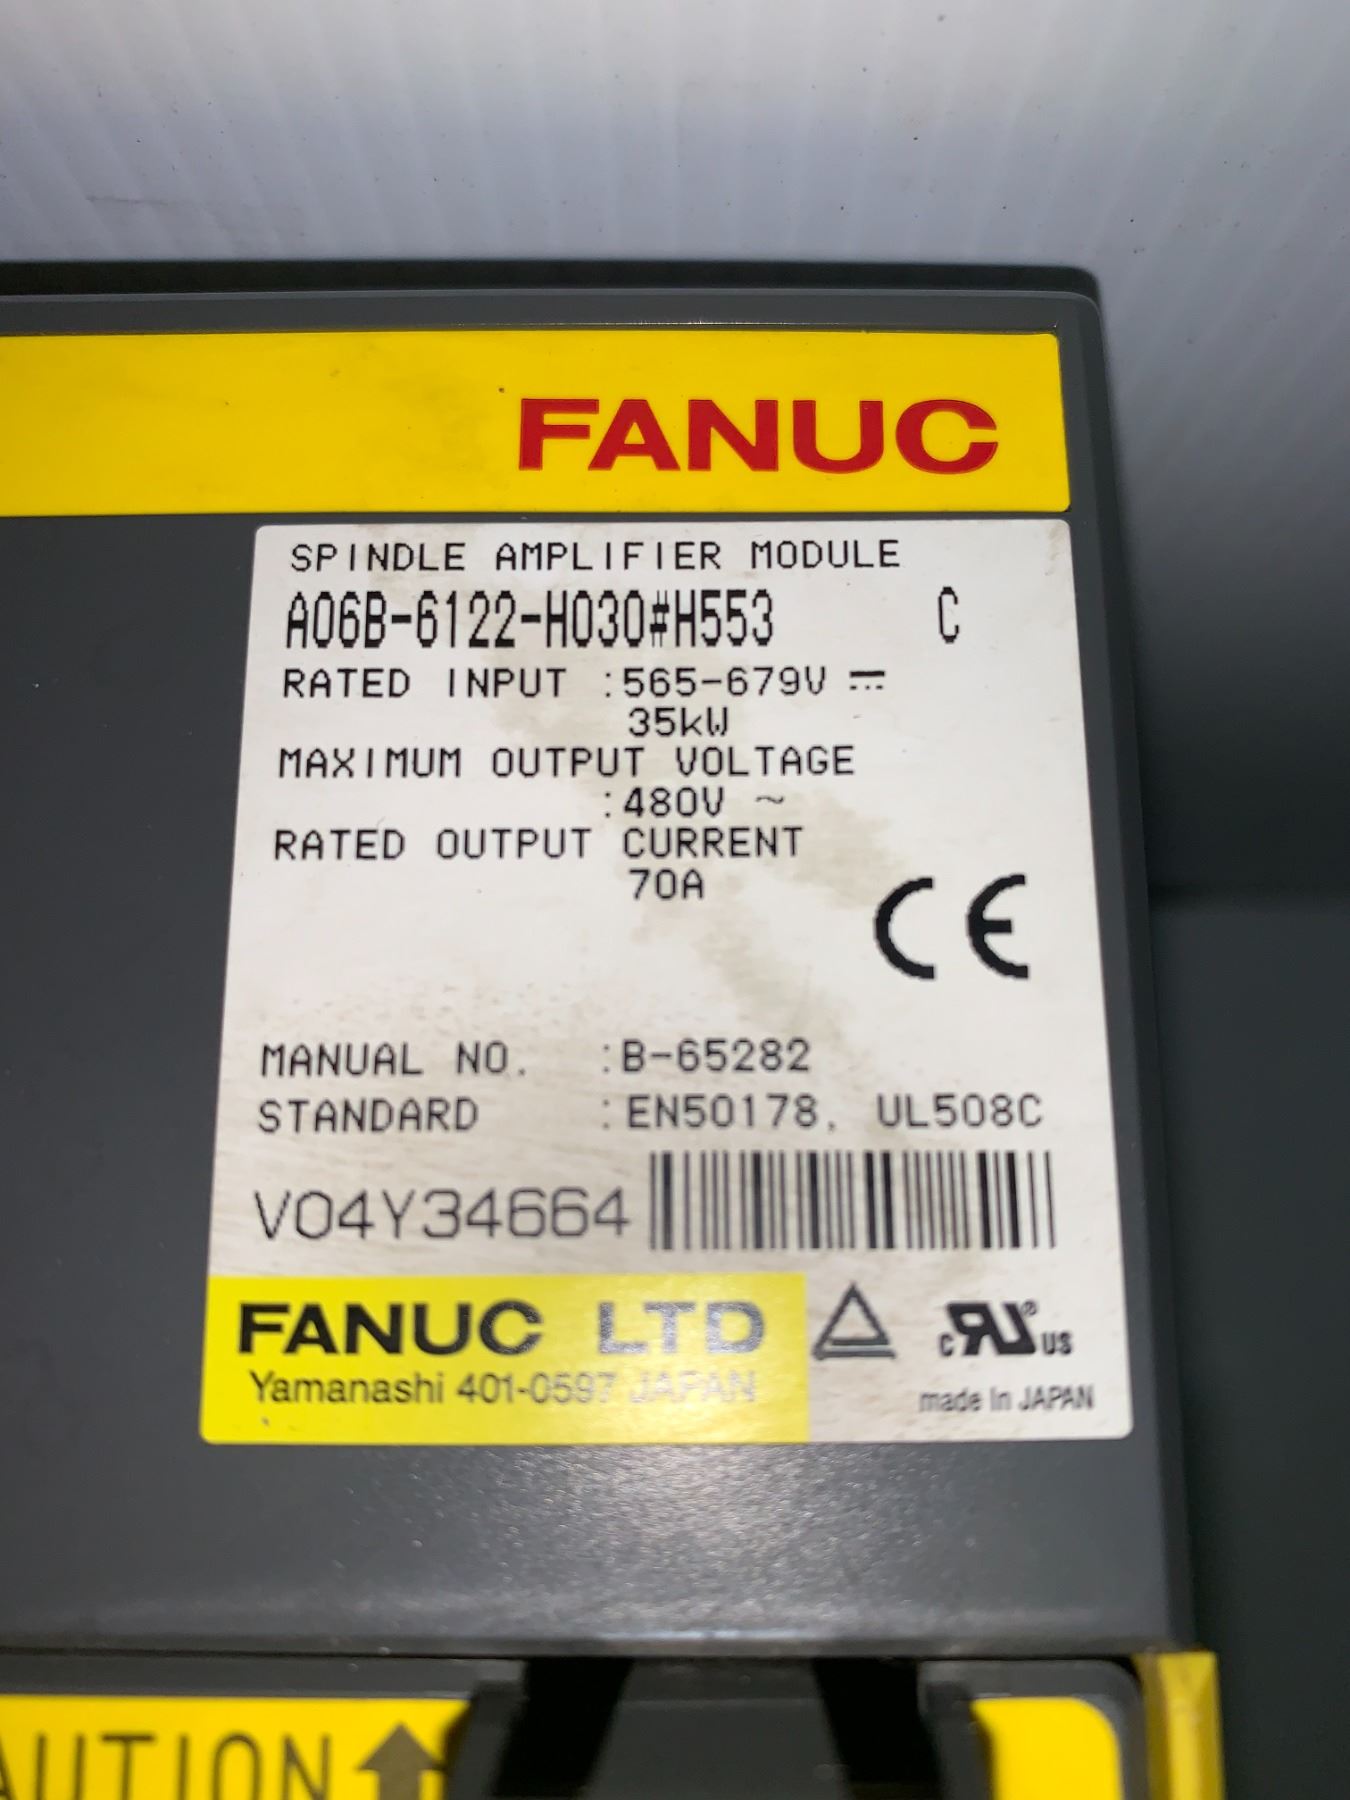 FANUC
SPINDLE AMPLIFIER MODULE
A06B-6122-H030#H553 C
RATED INPUT :565-679V ⎓
35kW
MAXIMUM OUTPUT VOLTAGE
:480V ~
RATED OUTPUT CURRENT
70A
CE
MANUAL NO. :B-65282
STANDARD :EN50178, UL508C
V04Y34664
FANUC LTD
Yamanashi 401-0597 JAPAN
c RU ® US
made in JAPAN
AUTION